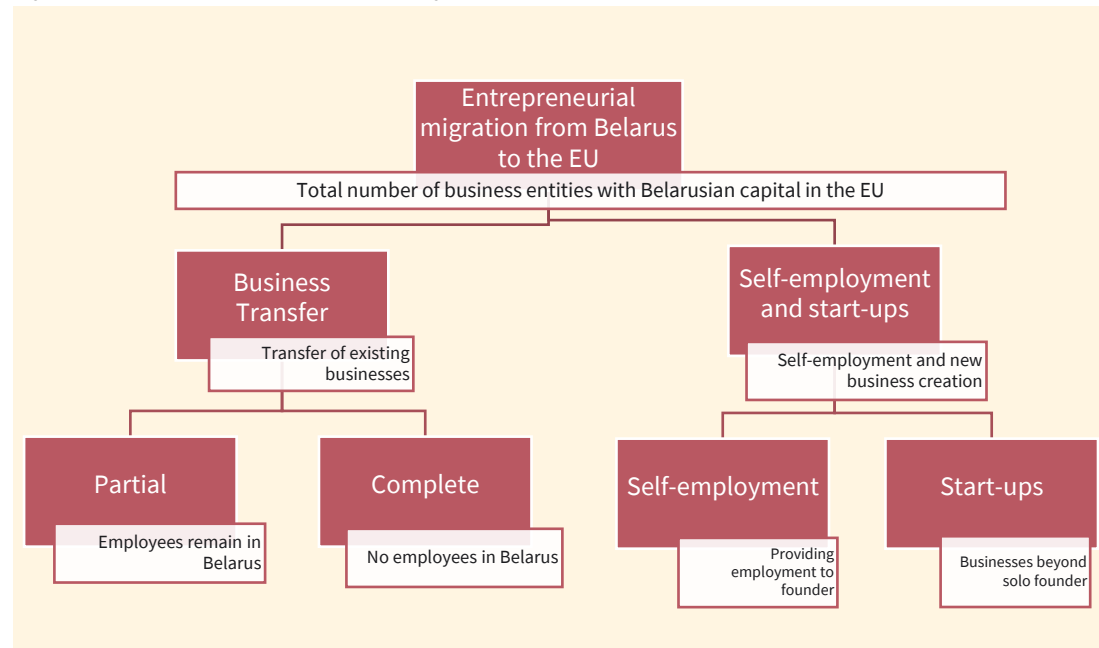 Entrepreneurial
migration from Belarus
to the EU
Total number of business entities with Belarusian capital in the EU
Business
Transfer
Transfer of existing
businesses
Self-employment
and start-ups
Self-employment and new
business creation
Partial
Employees remain in
Belarus
Complete
No employees in Belarus
Self-employment
Providing
employment to
founder
Start-ups
Businesses beyond
solo founder